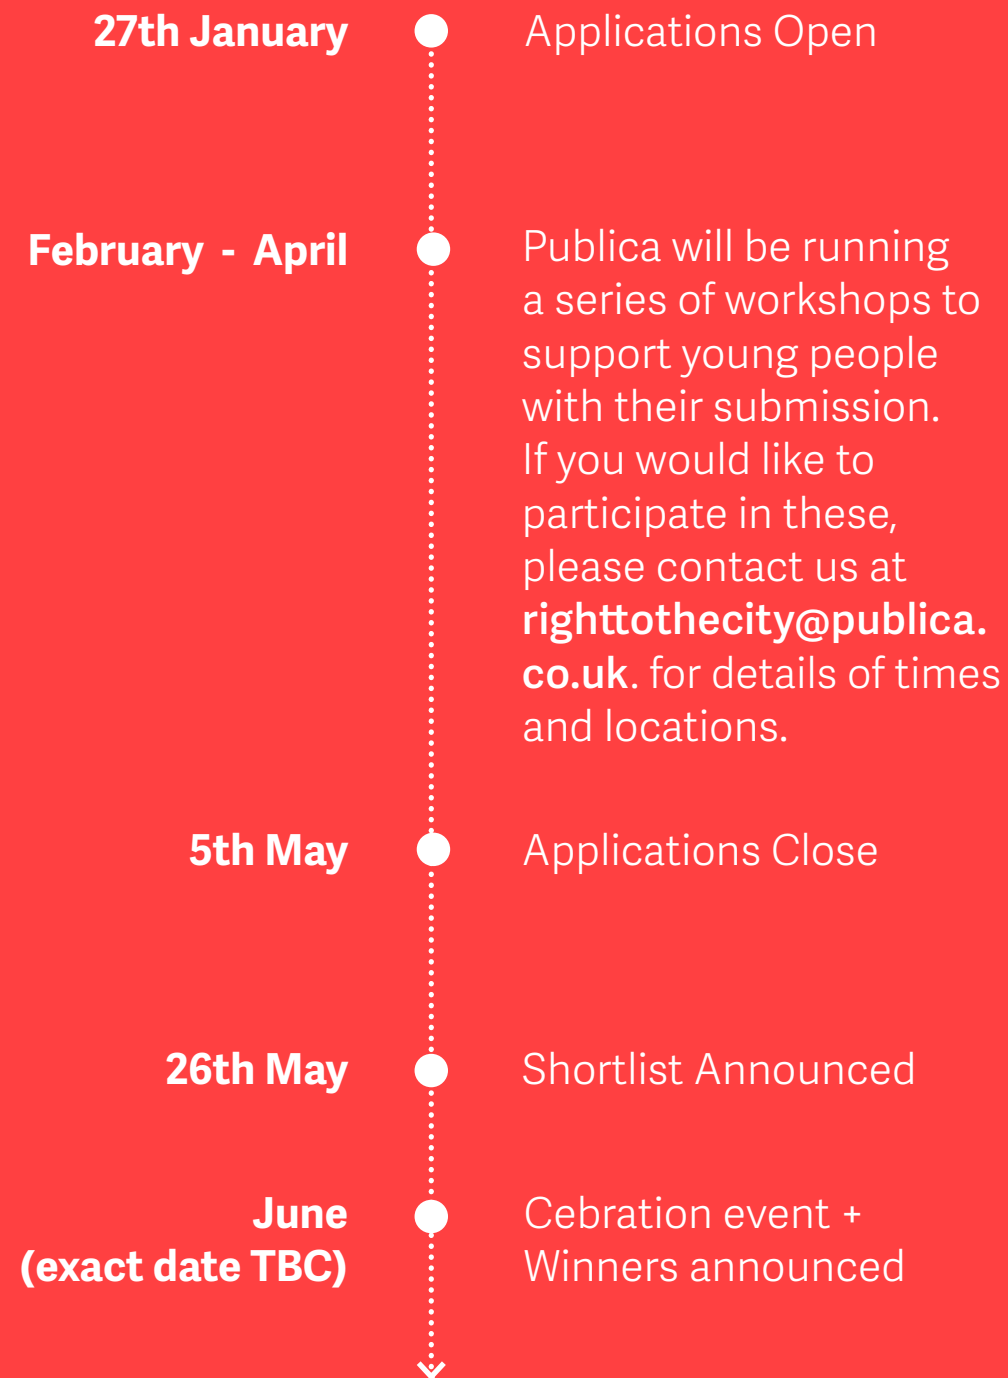 27th January
Applications Open
February - April
Publica will be running
a series of workshops to
support young people
with their submission.
If you would like to
participate in these,
please contact us at
righttothecity@publica.
co.uk. for details of times
and locations.
5th May
Applications Close
26th May
Shortlist Announced
June
(exact date TBC)
Cebration event +
Winners announced